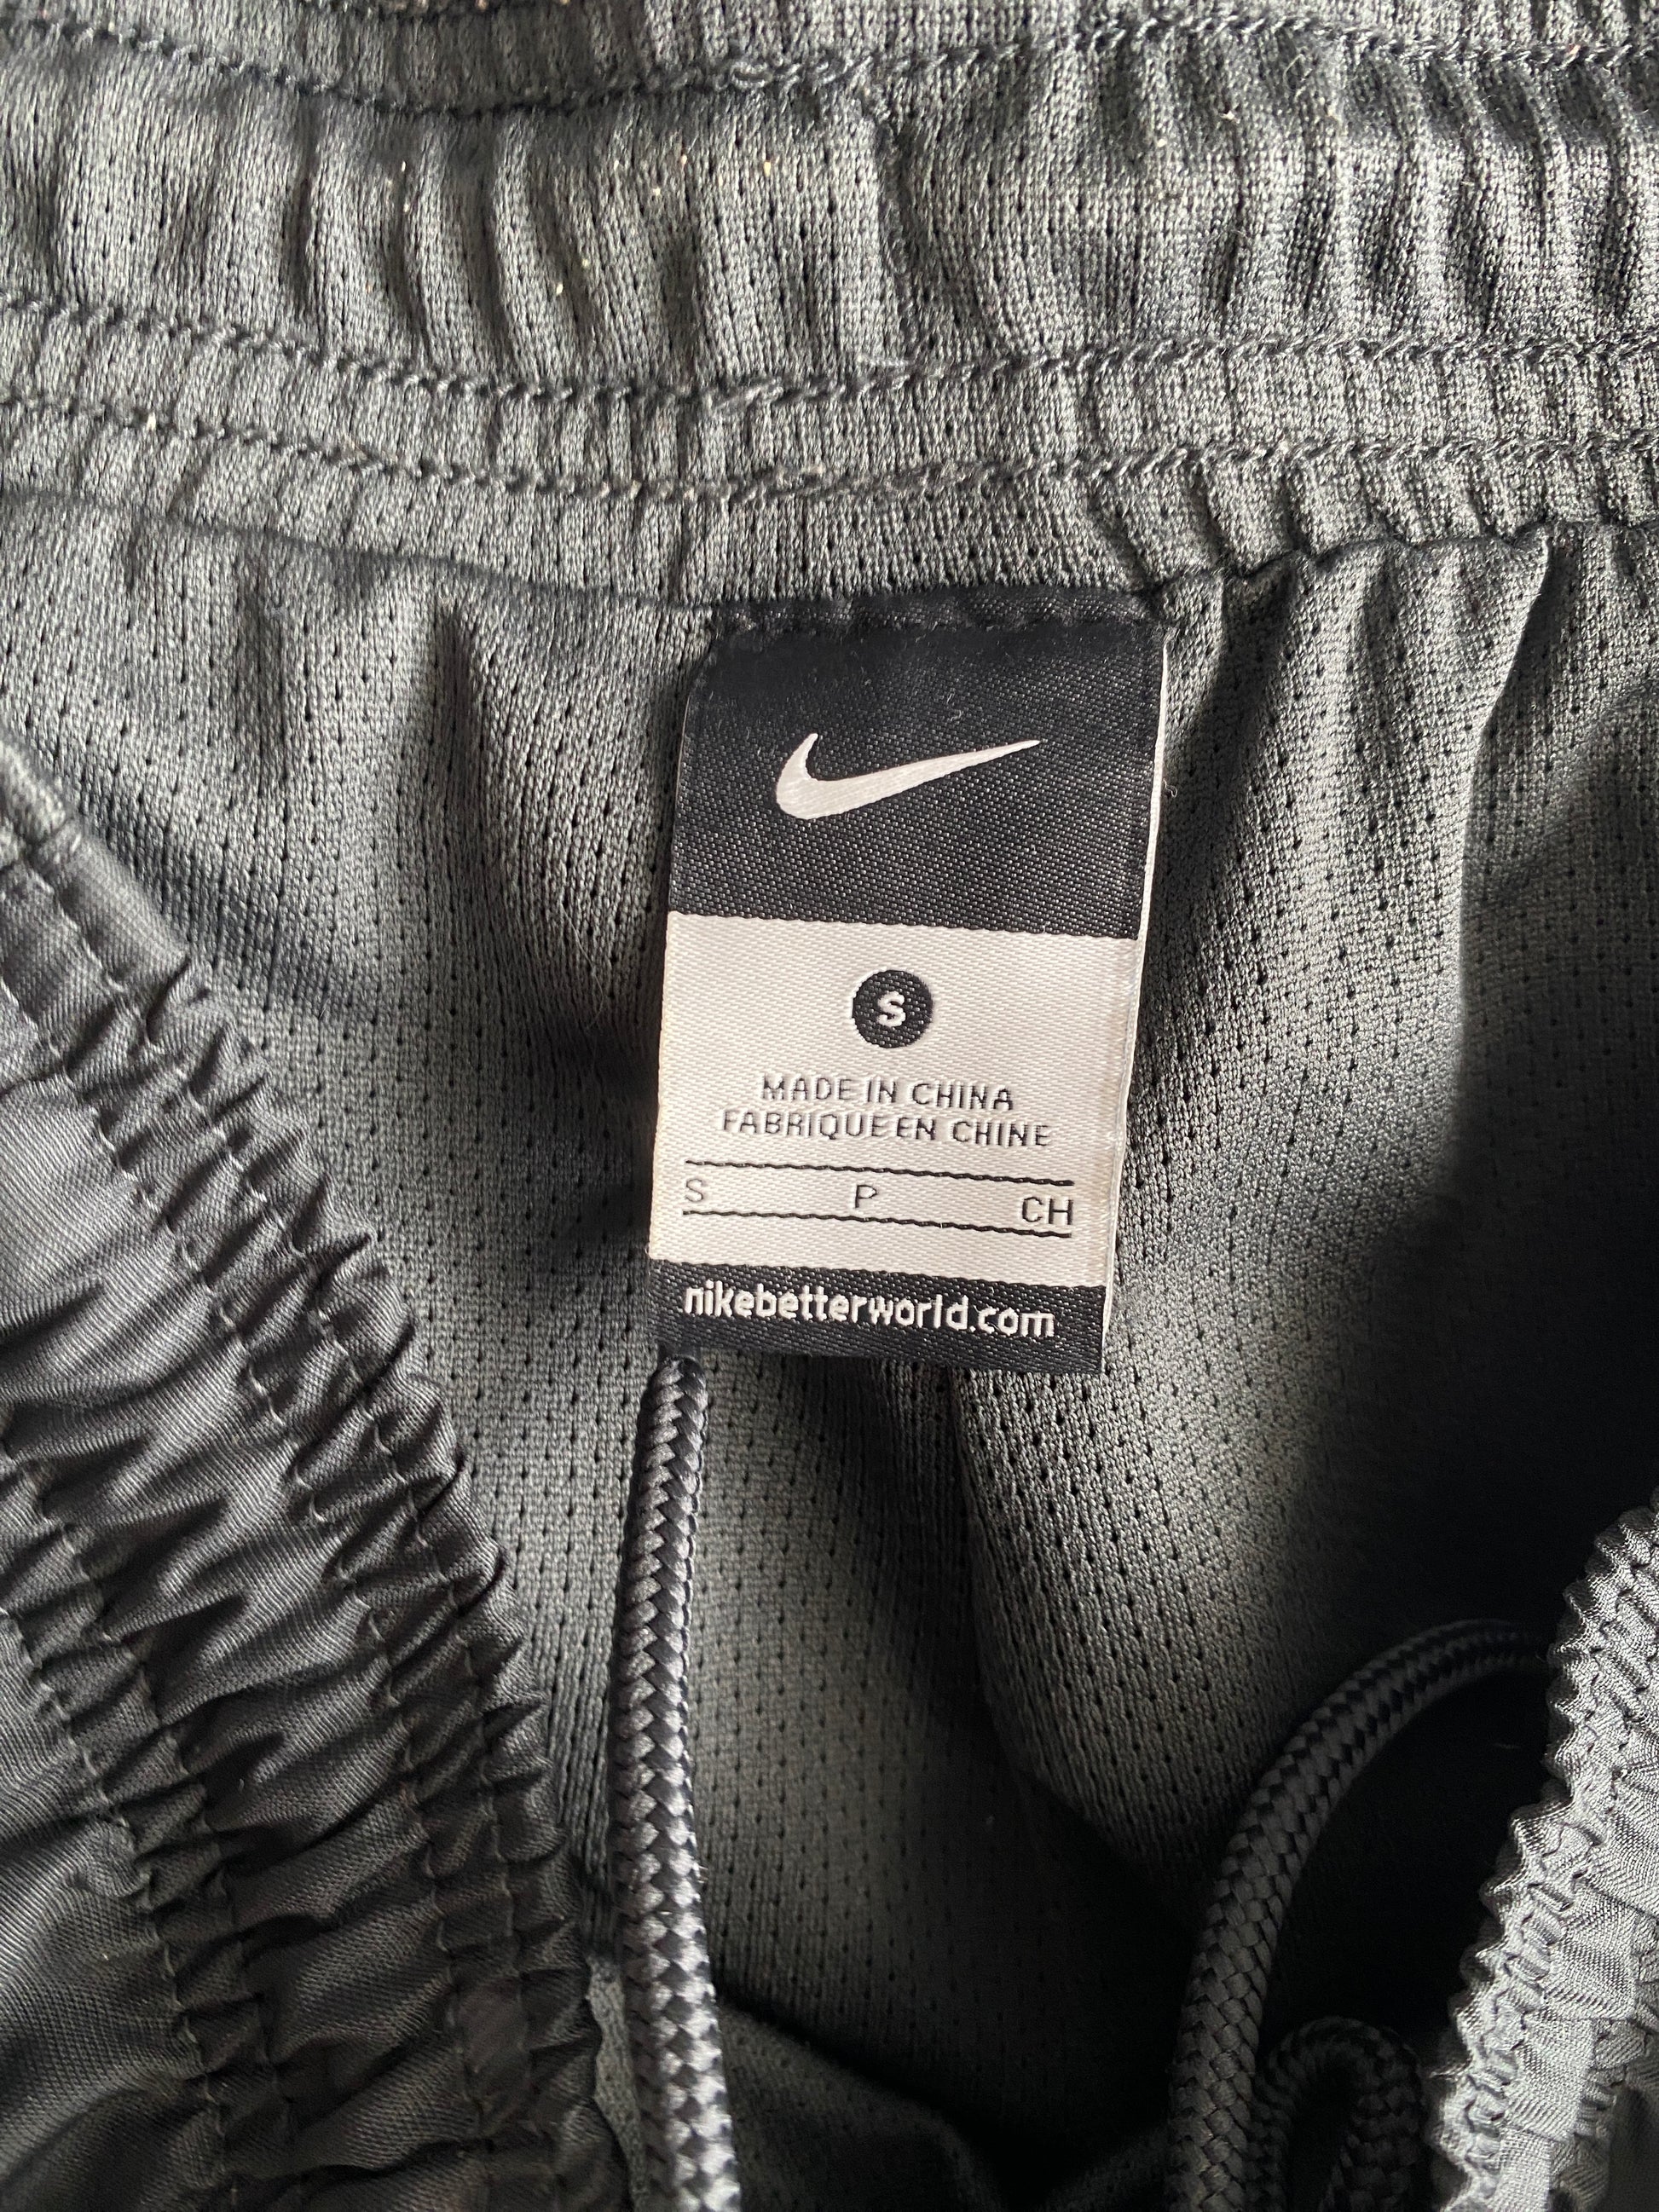 S
MADE IN CHINA
FABRIQUE EN CHINE
S P CH
nikebetterworld.com